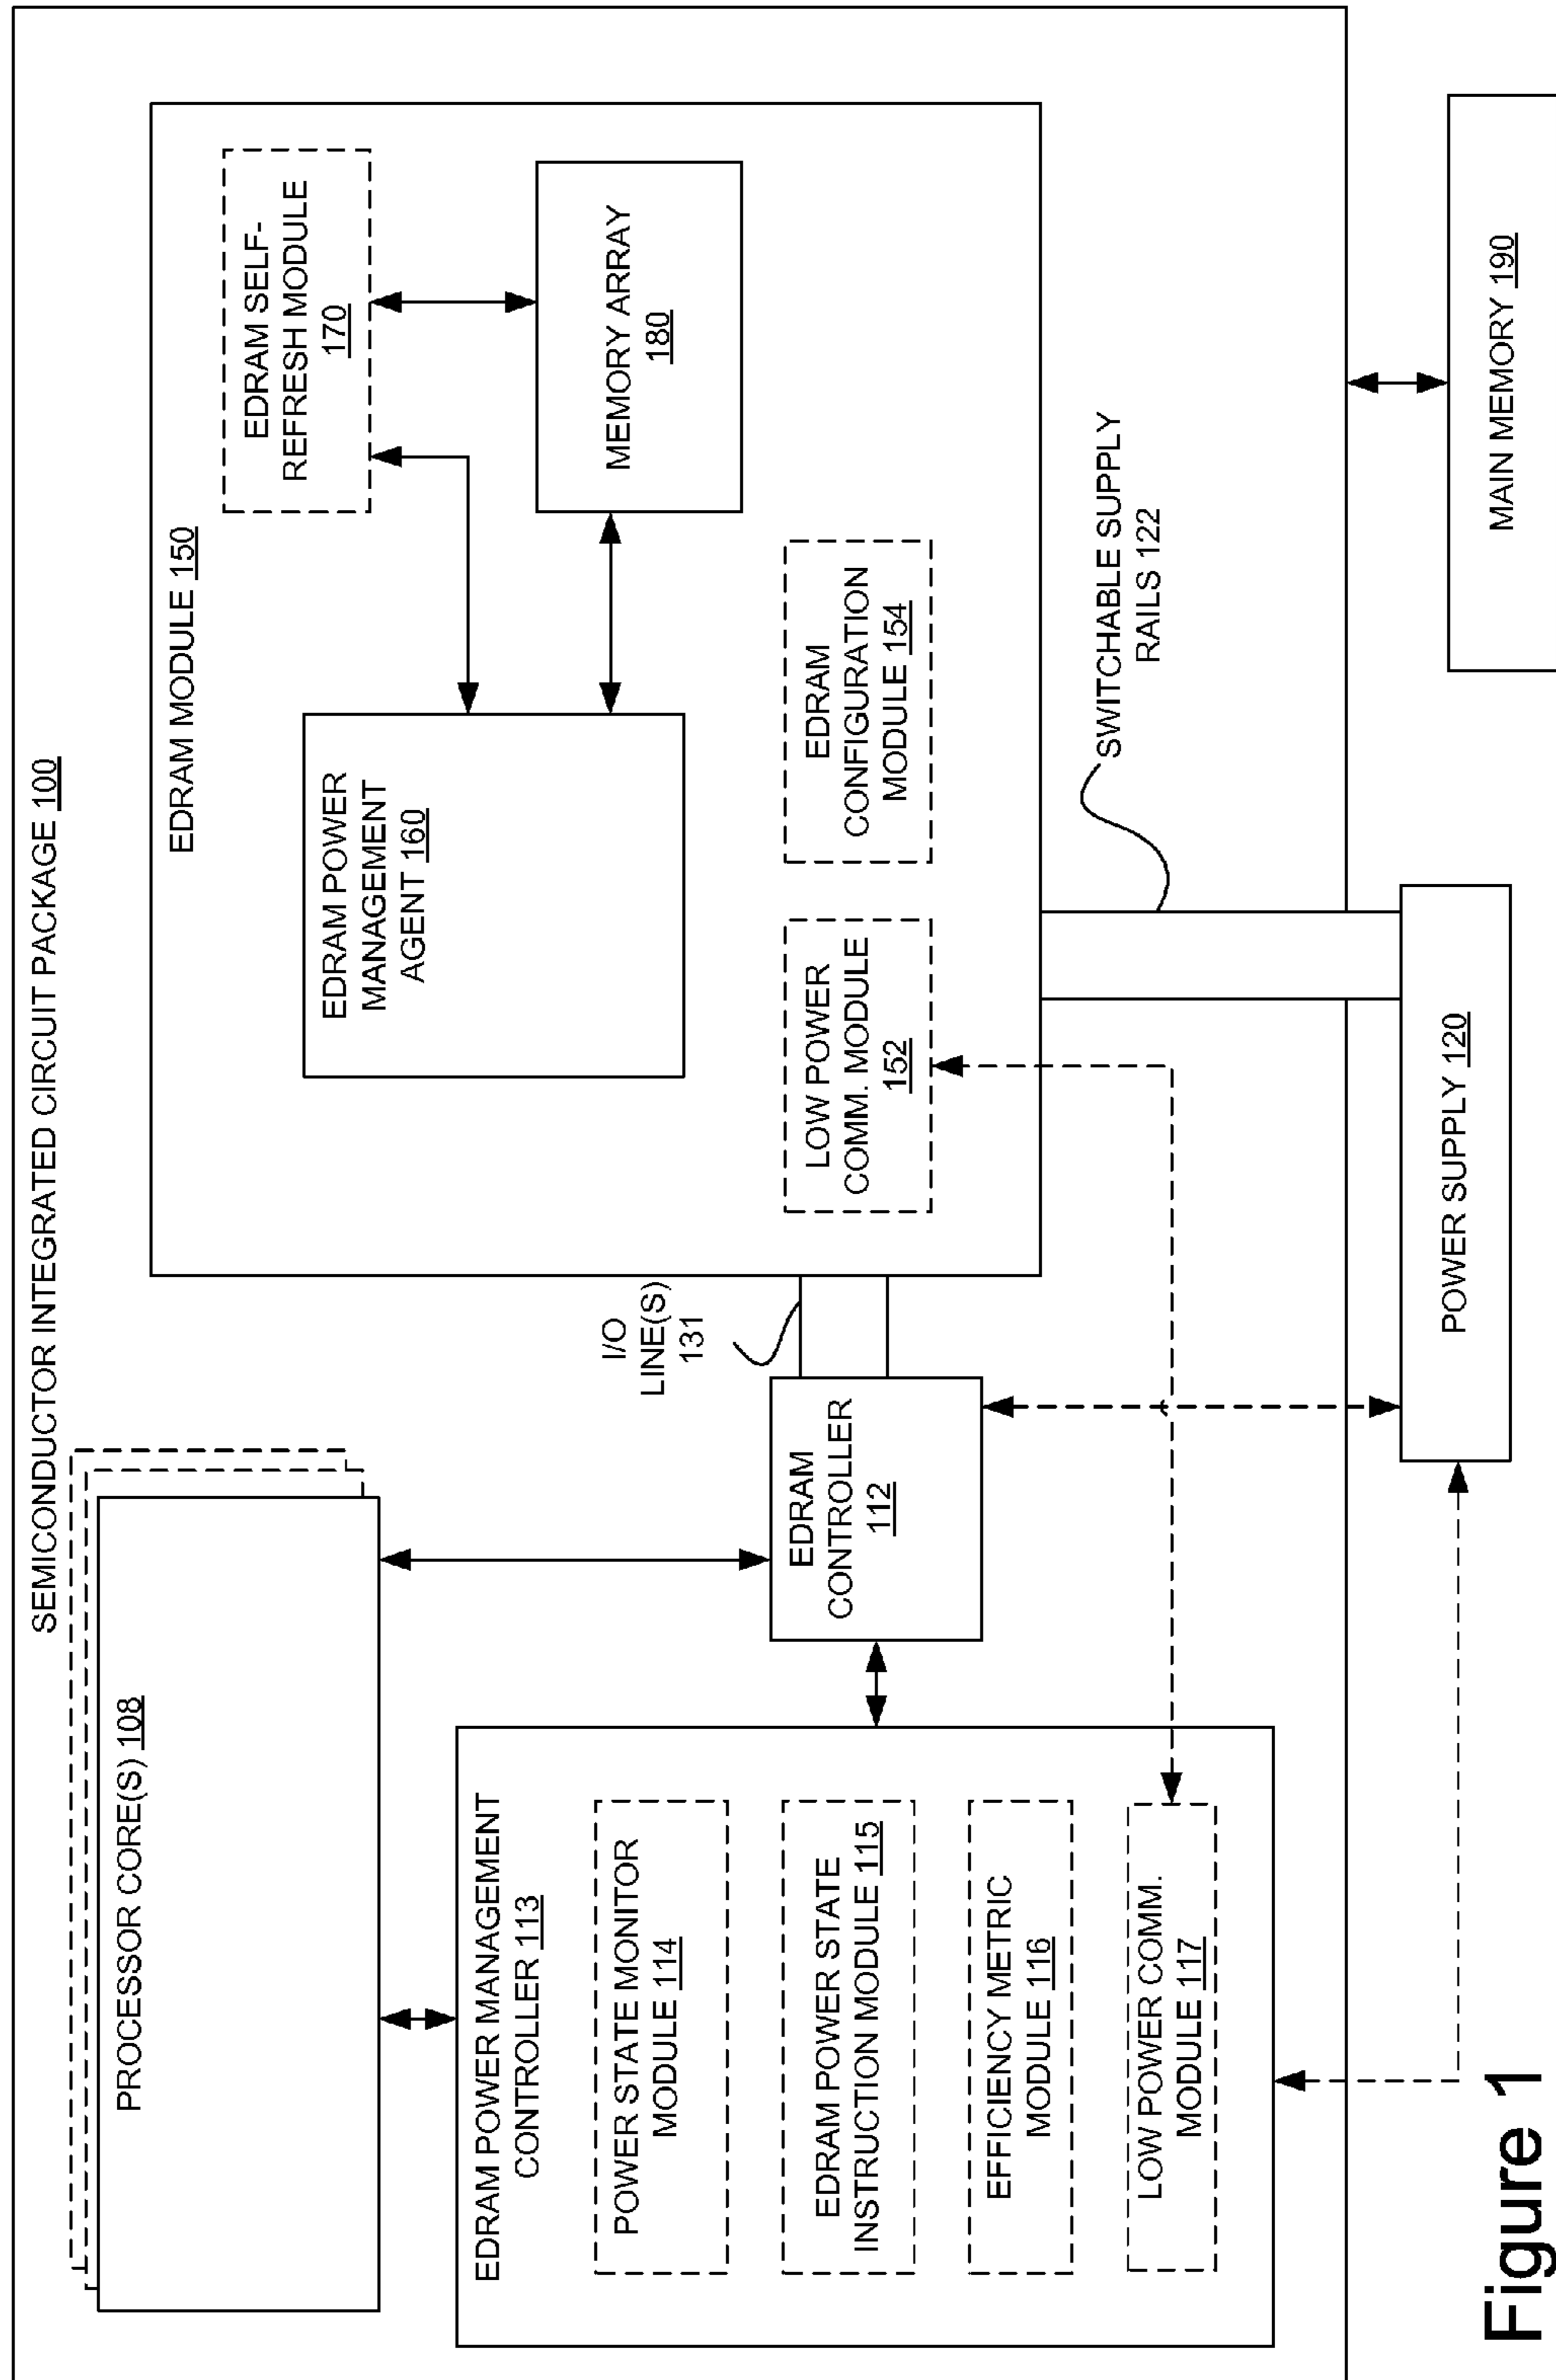 SEMICONDUCTOR INTEGRATED CIRCUIT PACKAGE 100
PROCESSOR CORE(S) 108
EDRAM POWER MANAGEMENT
CONTROLLER 113
POWER STATE MONITOR
MODULE 114
EDRAM POWER STATE
INSTRUCTION MODULE 115
EFFICIENCY METRIC
MODULE 116
LOW POWER COMM.
MODULE 117
EDRAM
CONTROLLER
112
I/O
LINE(S)
131
EDRAM MODULE 150
EDRAM POWER
MANAGEMENT
AGENT 160
EDRAM SELF-
REFRESH MODULE
170
MEMORY ARRAY
180
LOW POWER
COMM. MODULE
152
EDRAM
CONFIGURATION
MODULE 154
SWITCHABLE SUPPLY
RAILS 122
POWER SUPPLY 120
MAIN MEMORY 190
Figure 1